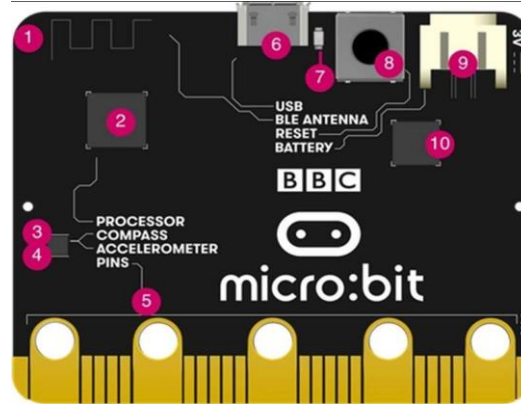 1
6
7
8
9
3V
2
USB
BLE ANTENNA
RESET
BATTERY
10
BBC
3
4
PROCESSOR
COMPASS
ACCELEROMETER
PINS
5
micro:bit